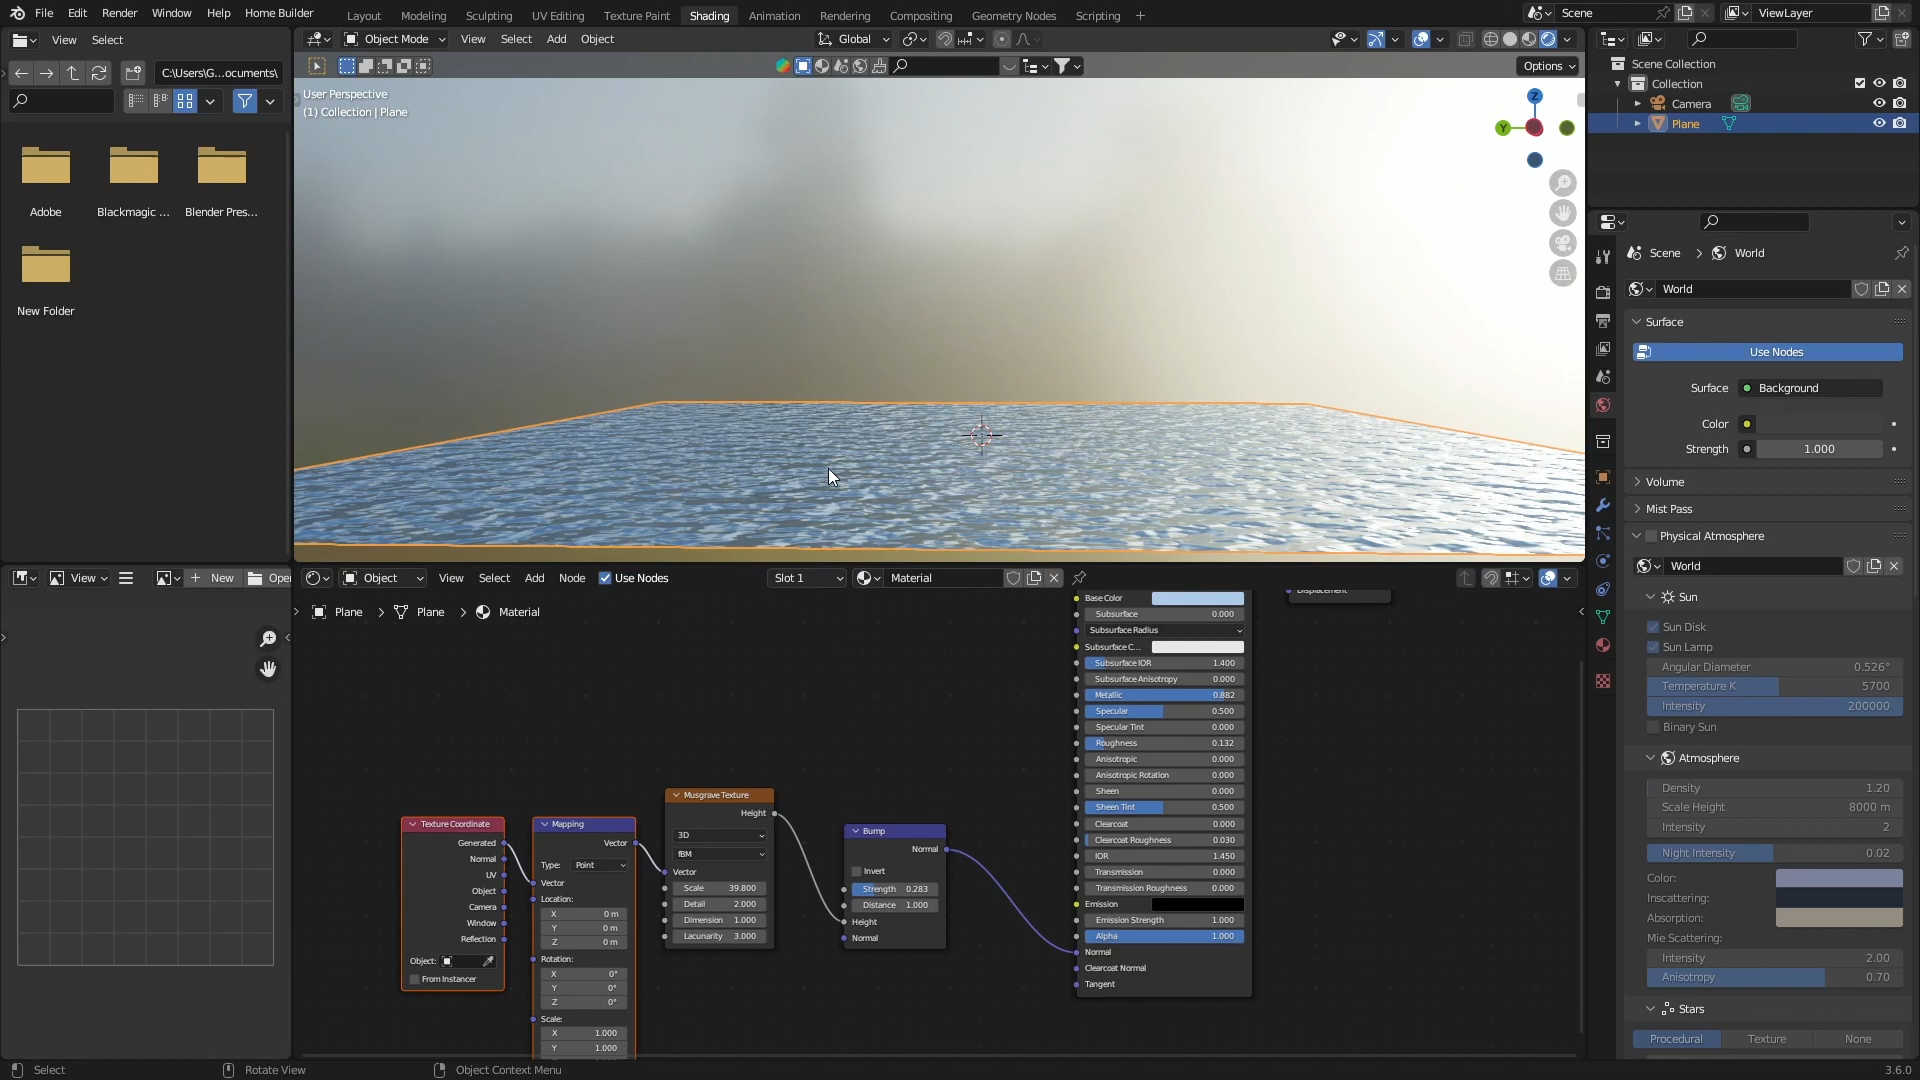 File Edit Render Window Help Home Builder
Layout Modeling Sculpting UV Editing Texture Paint Shading Animation Rendering Compositing Geometry Nodes Scripting +
Scene
ViewLayer
View Select
C:\Users\G...ocuments\
Adobe
Blackmagic ...
Blender Pres...
New Folder
Object Mode View Select Add Object
Global
Options
User Perspective
(1) Collection | Plane
Z
Y
Scene Collection
Collection
Camera
Plane
Scene > World
World
Surface
Use Nodes
Surface Background
Color
Strength 1.000
Volume
Mist Pass
Physical Atmosphere
World
Sun
Sun Disk
Sun Lamp
Angular Diameter 0.526°
Temperature K 5700
Intensity 200000
Binary Sun
Atmosphere
Density 1.20
Scale Height 8000 m
Intensity 2
Night Intensity 0.02
Color:
Inscattering:
Absorption:
Mie Scattering:
Intensity 2.00
Anisotropy 0.70
Stars
Procedural Texture None
View
+ New
Open
Object View Select Add Node Use Nodes
Slot 1
Material
Plane > Plane > Material
Texture Coordinate
Generated
Normal
UV
Object
Camera
Window
Reflection
Object:
From Instancer
Mapping
Vector
Type: Point
Vector
Location:
X 0 m
Y 0 m
Z 0 m
Rotation:
X 0°
Y 0°
Z 0°
Scale:
X 1.000
Y 1.000
Musgrave Texture
Height
3D
fBM
Vector
Scale 39.800
Detail 2.000
Dimension 1.000
Lacunarity 3.000
Bump
Normal
Invert
Strength 0.283
Distance 1.000
Height
Normal
Base Color
Subsurface 0.000
Subsurface Radius
Subsurface C...
Subsurface IOR 1.400
Subsurface Anisotropy 0.000
Metallic 0.882
Specular 0.500
Specular Tint 0.000
Roughness 0.132
Anisotropic 0.000
Anisotropic Rotation 0.000
Sheen 0.000
Sheen Tint 0.500
Clearcoat 0.000
Clearcoat Roughness 0.030
IOR 1.450
Transmission 0.000
Transmission Roughness 0.000
Emission
Emission Strength 1.000
Alpha 1.000
Normal
Clearcoat Normal
Tangent
Displacement
Select
Rotate View
Object Context Menu
3.6.0